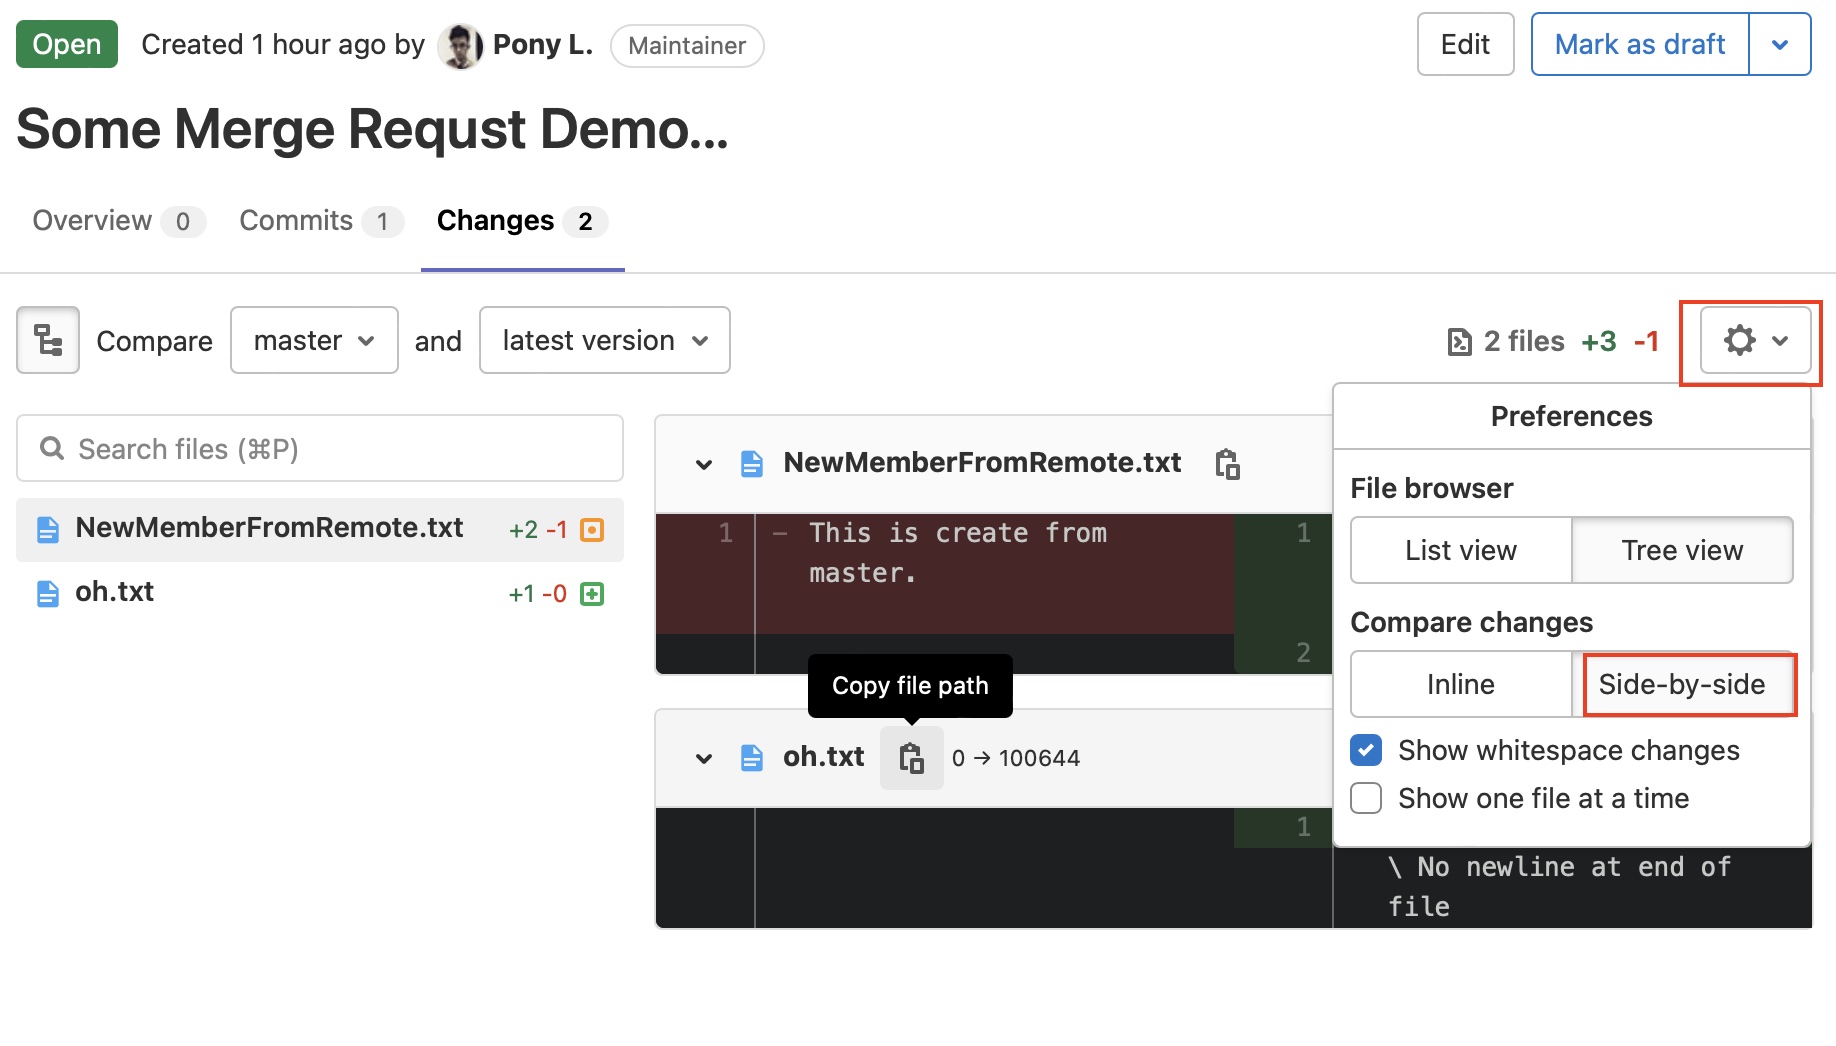 Open Created 1 hour ago by Pony L. Maintainer Edit Mark as draft
Some Merge Requst Demo...
Overview 0 Commits 1 Changes 2
Compare master and latest version 2 files +3 -1
Preferences
Search files (⌘P)
NewMemberFromRemote.txt +2 -1
oh.txt +1 -0
NewMemberFromRemote.txt
1 - This is create from 1
master.
2
Copy file path
oh.txt 0 → 100644
1
\ No newline at end of
file
File browser
List view Tree view
Compare changes
Inline Side-by-side
Show whitespace changes
Show one file at a time